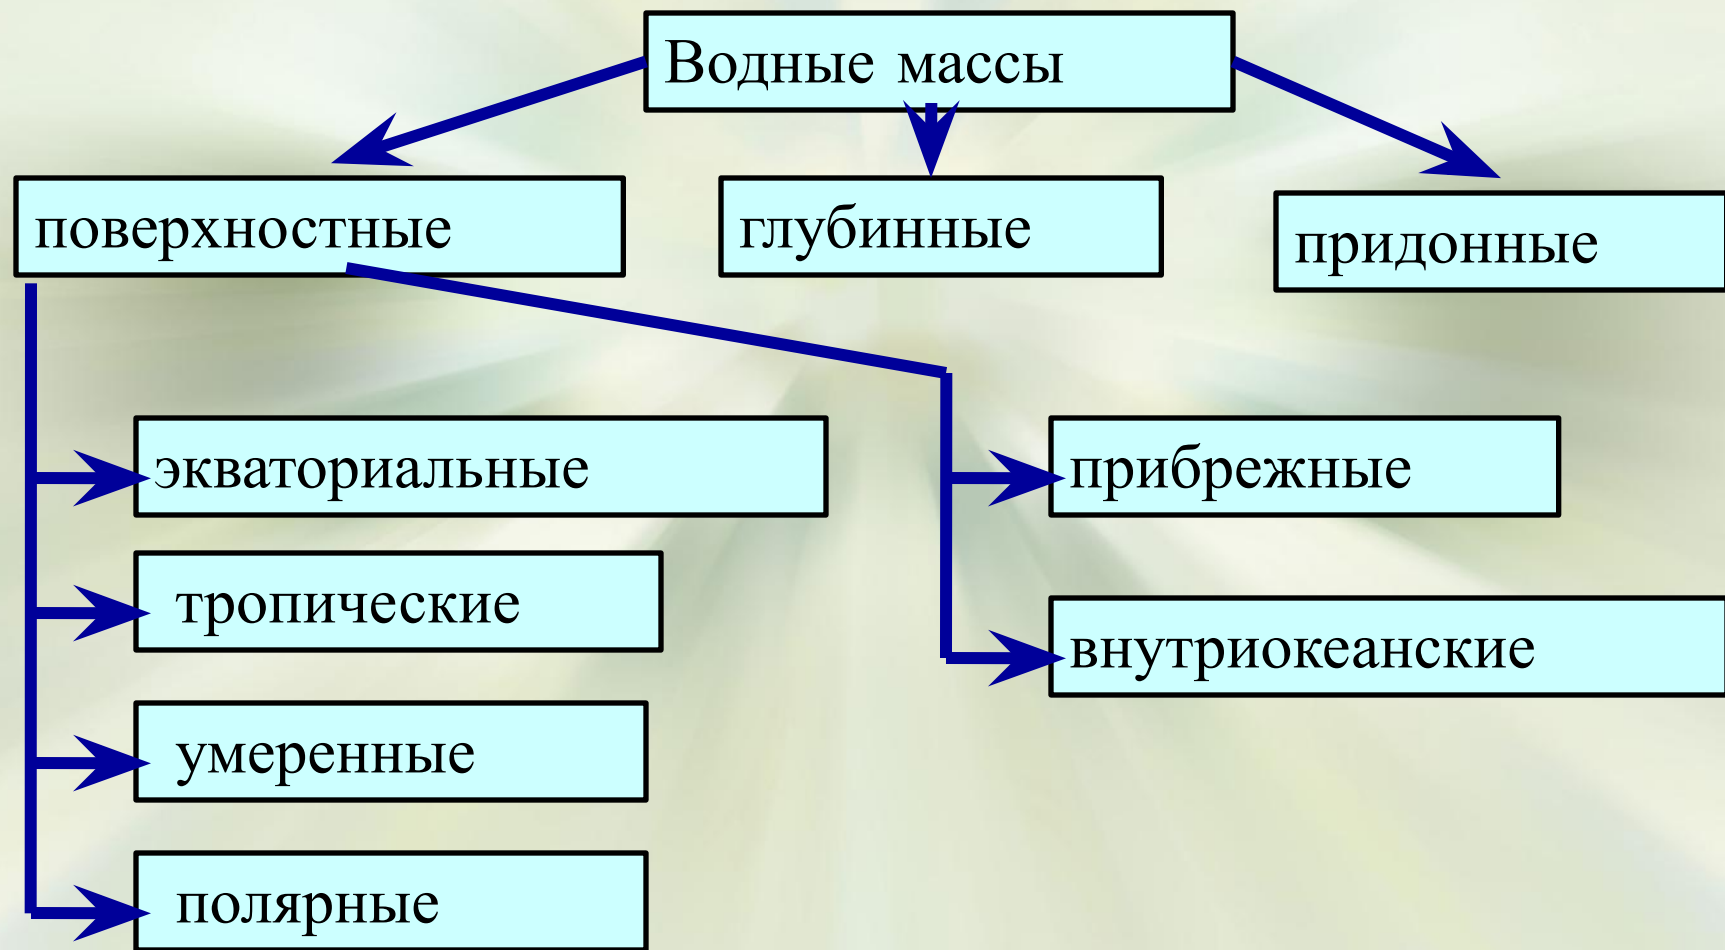 Водные массы
поверхностные
глубинные
придонные
экваториальные
тропические
умеренные
полярные
прибрежные
внутриокеанские